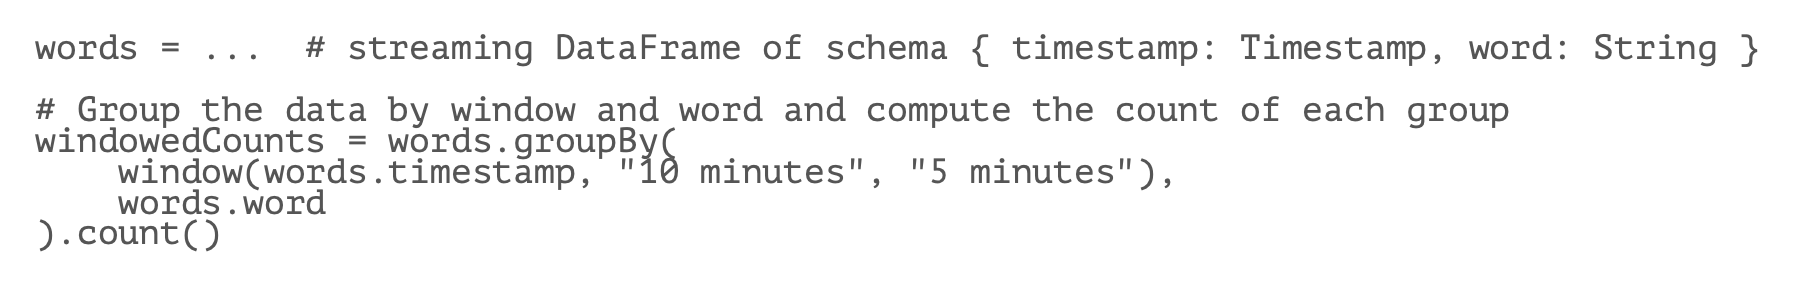 words = ...  # streaming DataFrame of schema { timestamp: Timestamp, word: String }
# Group the data by window and word and compute the count of each group
windowedCounts = words.groupBy(
    window(words.timestamp, "10 minutes", "5 minutes"),
    words.word
).count()